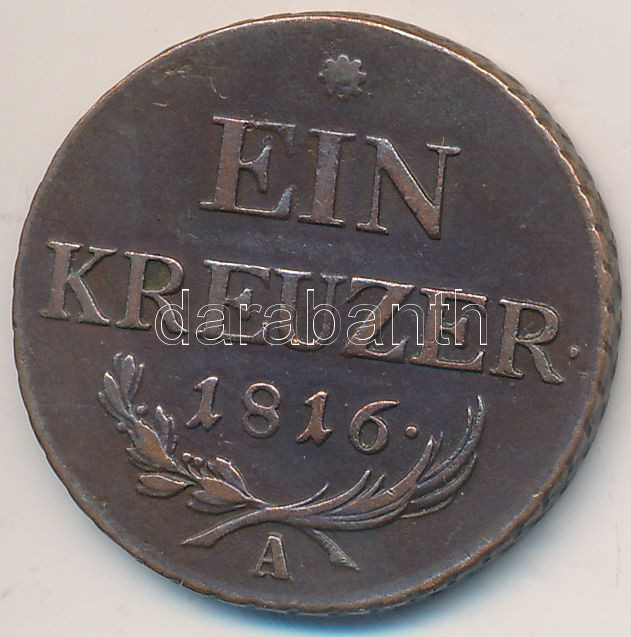 EIN
KREUZER.
darabanth
1816.
A